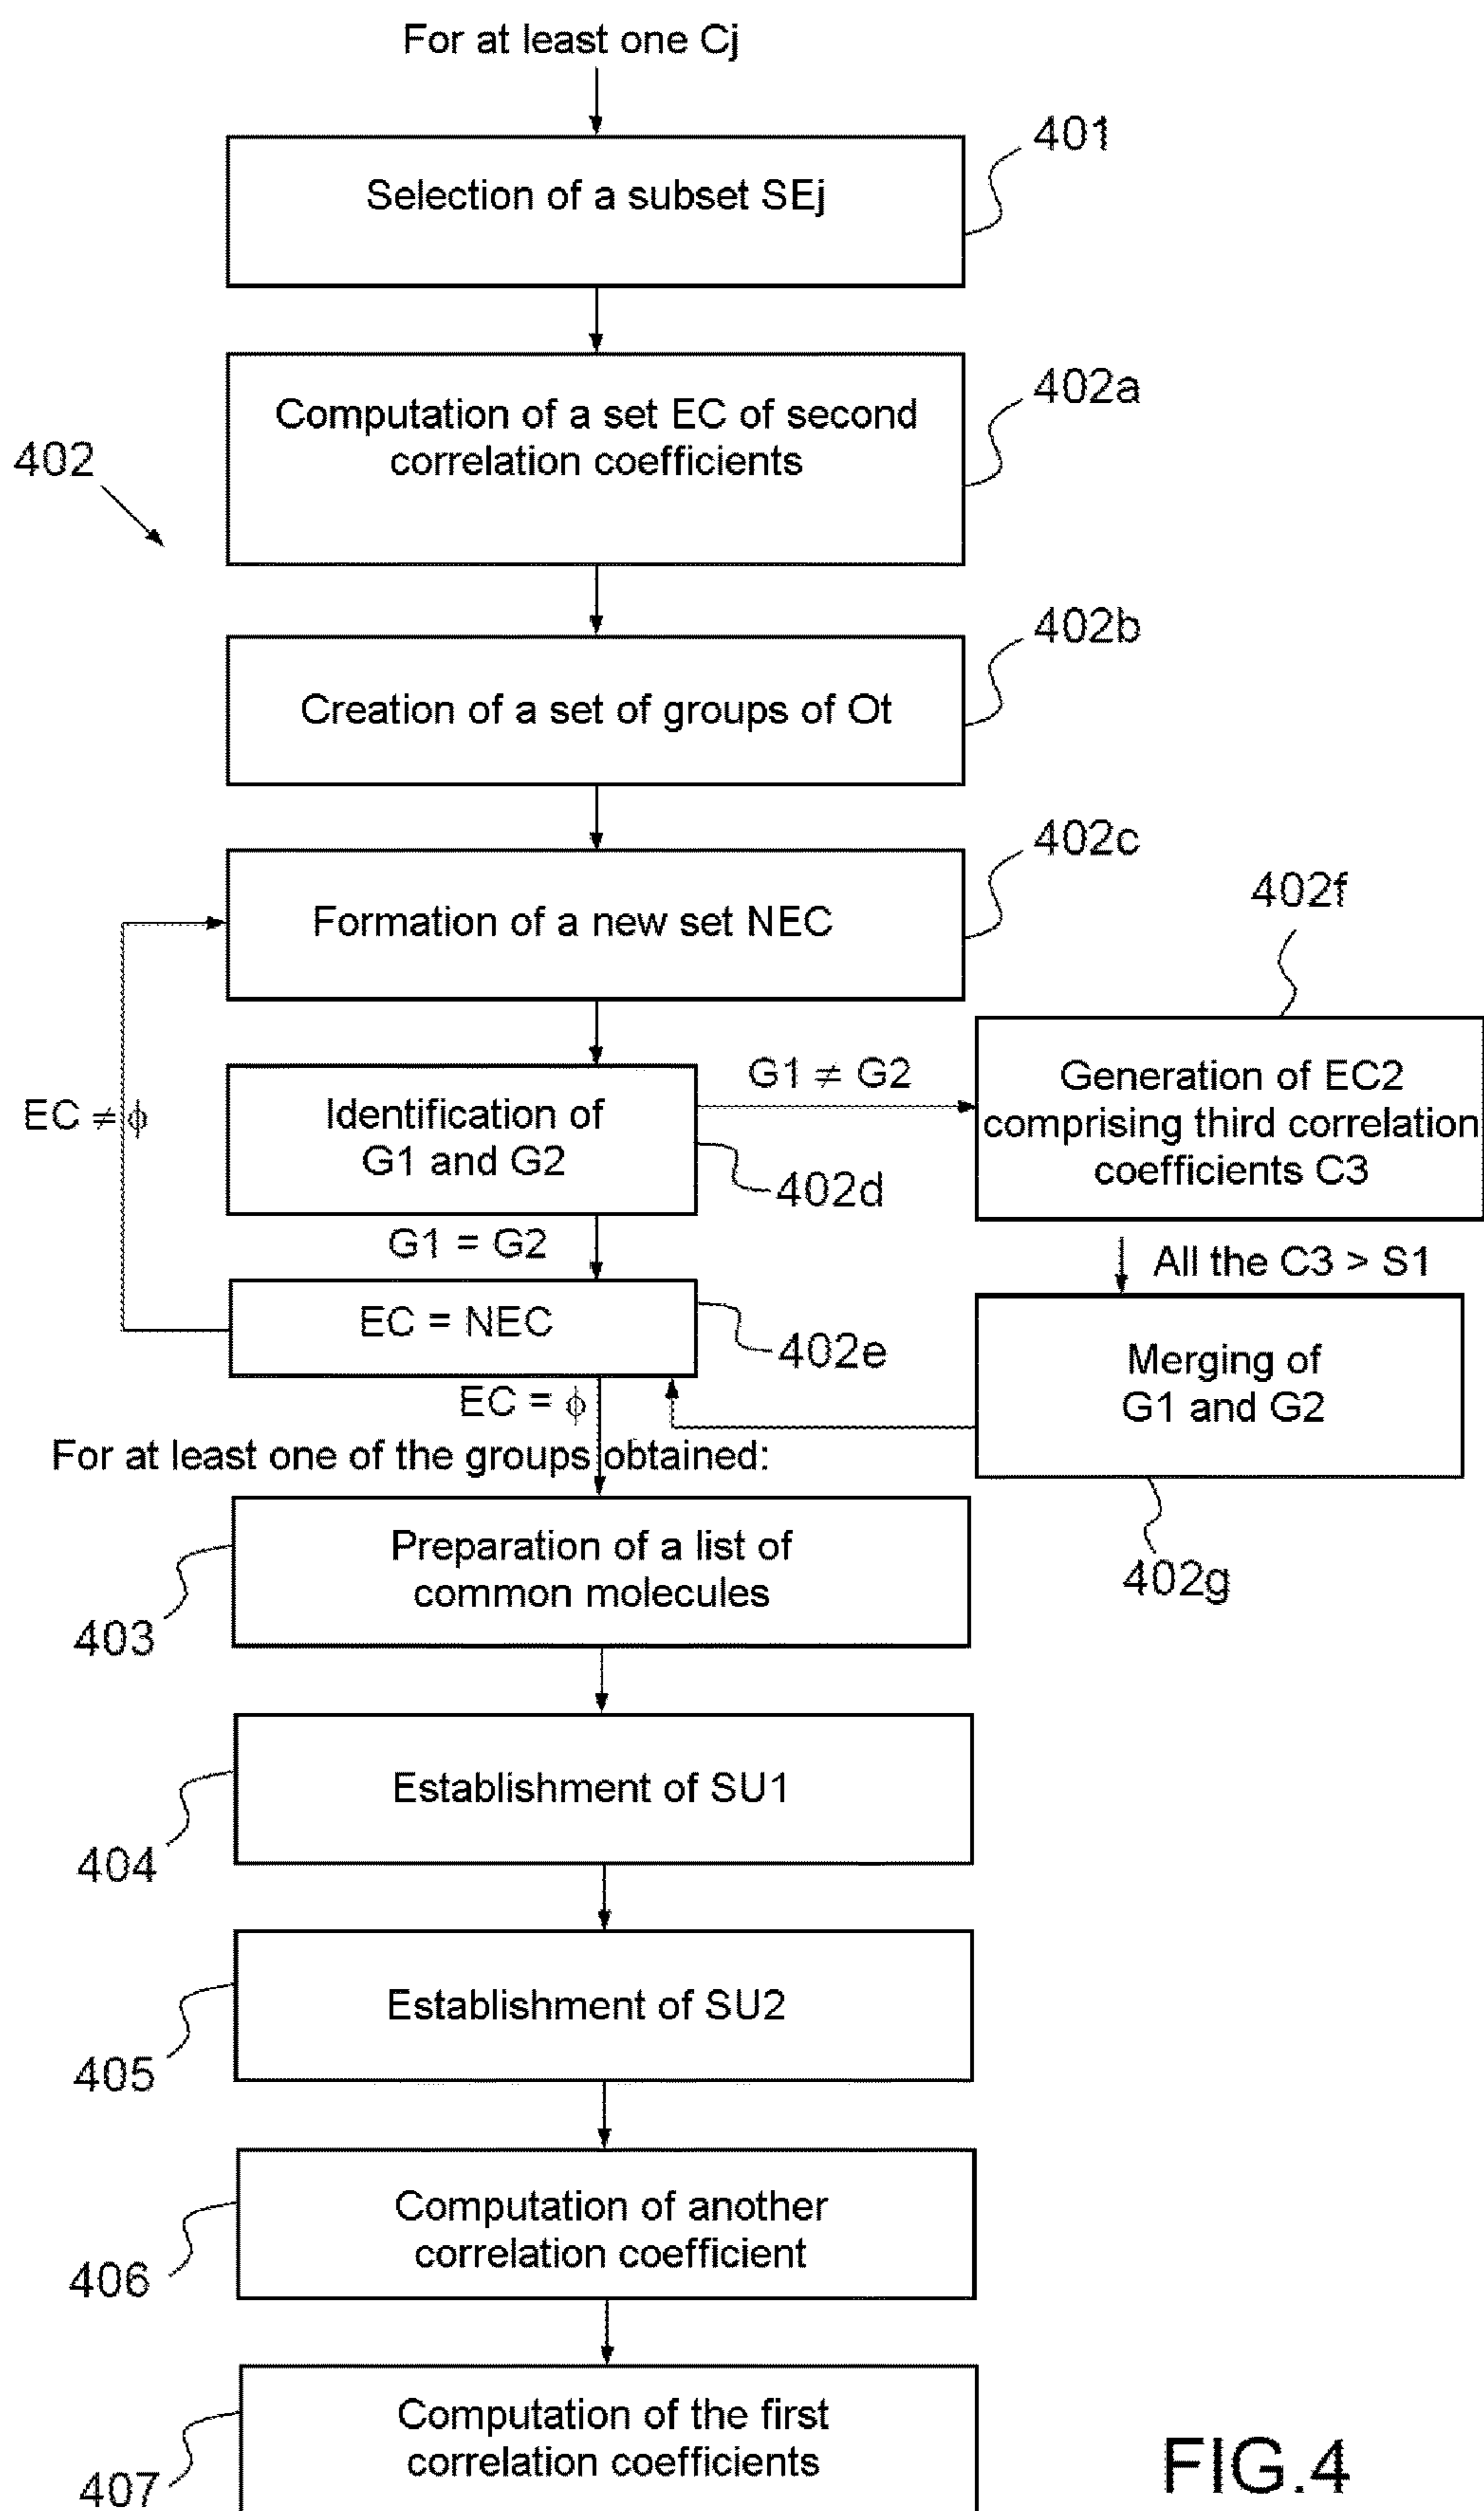 For at least one Cj
401
Selection of a subset SEj
402a
Computation of a set EC of second
correlation coefficients
402
402b
Creation of a set of groups of Ot
402c
Formation of a new set NEC
402f
G1 ≠ G2
Generation of EC2
comprising third correlation
coefficients C3
EC ≠ ϕ
Identification of
G1 and G2
402d
G1 = G2
All the C3 > S1
EC = NEC
402e
Merging of
G1 and G2
EC = ϕ
For at least one of the groups obtained:
402g
Preparation of a list of
common molecules
403
Establishment of SU1
404
Establishment of SU2
405
Computation of another
correlation coefficient
406
Computation of the first
correlation coefficients
407
FIG.4